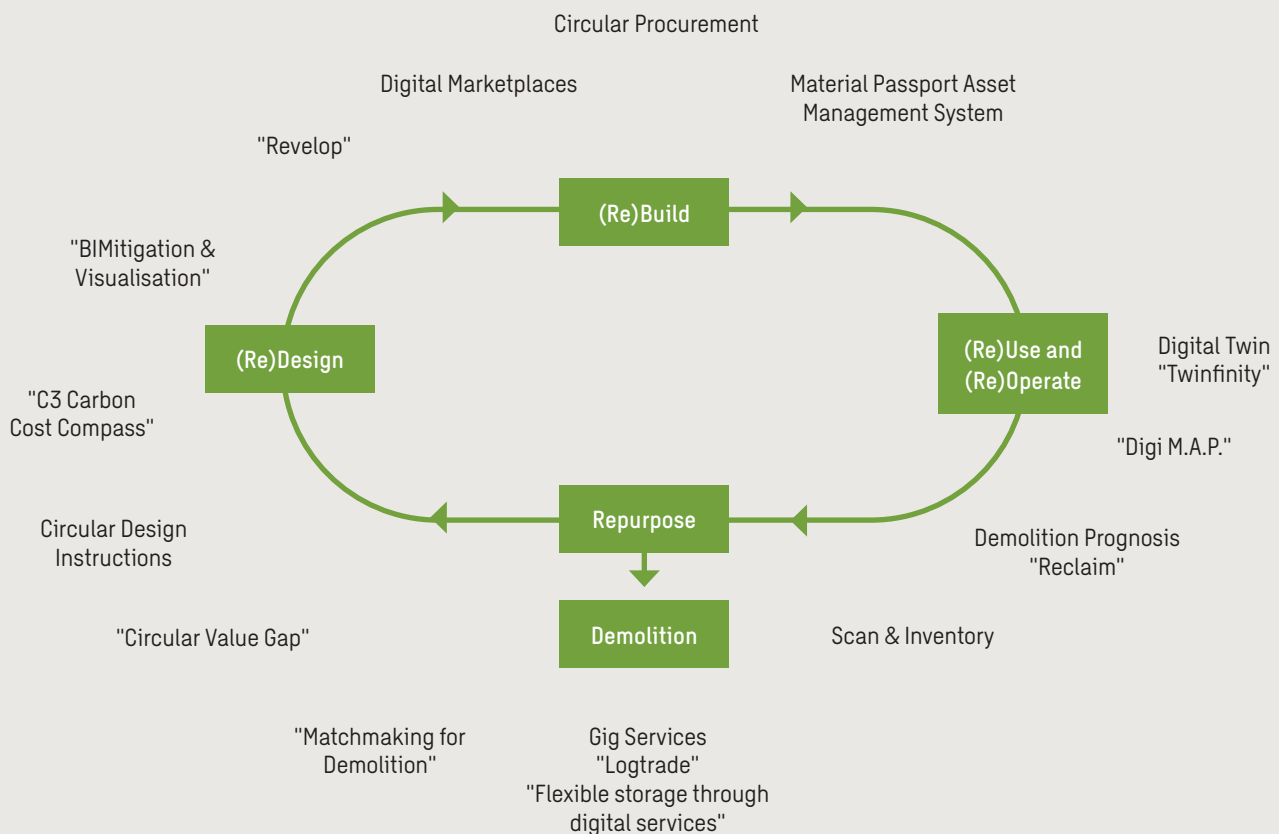 Circular Procurement
Digital Marketplaces
Material Passport Asset
Management System
"Revelop"
(Re)Build
"BIMitigation &
Visualisation"
(Re)Design
(Re)Use and
(Re)Operate
Digital Twin
"Twinfinity"
"C3 Carbon
Cost Compass"
"Digi M.A.P."
Repurpose
Circular Design
Instructions
Demolition Prognosis
"Reclaim"
"Circular Value Gap"
Demolition
Scan & Inventory
"Matchmaking for
Demolition"
Gig Services
"Logtrade"
"Flexible storage through
digital services"